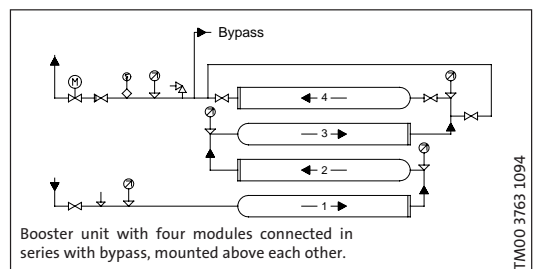 Bypass
M
4
3
2
1
Booster unit with four modules connected in
series with bypass, mounted above each other.
TM00 3763 1094